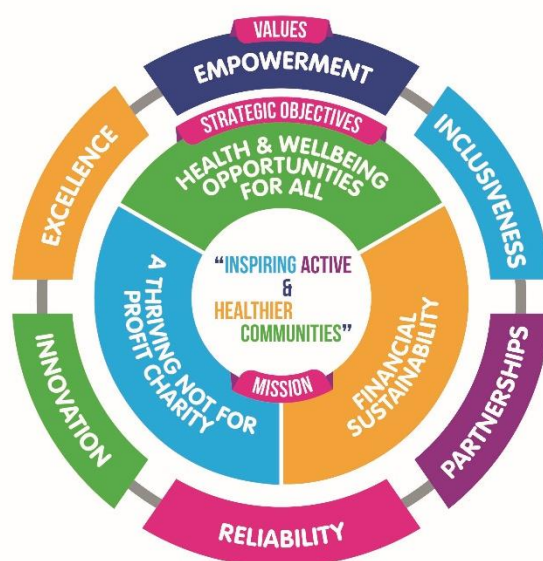 VALUES
EMPOWERMENT
INCLUSIVENESS
PARTNERSHIPS
RELIABILITY
INNOVATION
EXCELLENCE
STRATEGIC OBJECTIVES
HEALTH & WELLBEING
OPPORTUNITIES
FOR ALL
FINANCIAL
SUSTAINABILITY
A THRIVING NOT FOR
PROFIT CHARITY
“INSPIRING ACTIVE
&
HEALTHIER
COMMUNITIES”
MISSION